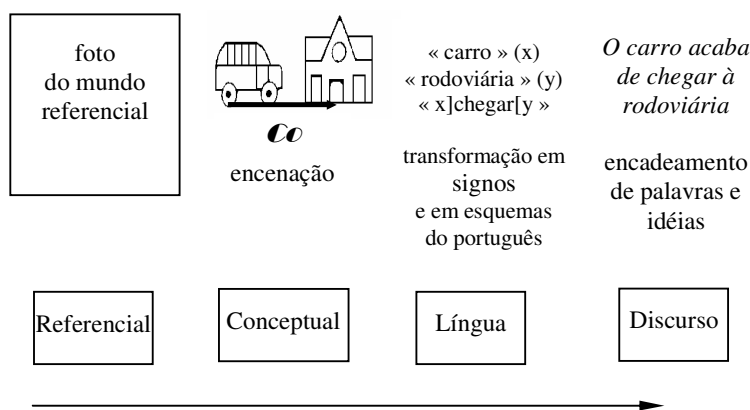 foto
do mundo
referencial
Co
encenação
« carro » (x)
« rodoviária » (y)
« x]chegar[y »
transformação em
signos
e em esquemas
do português
O carro acaba
de chegar à
rodoviária
encadeamento
de palavras e
idéias
Referencial
Conceptual
Língua
Discurso